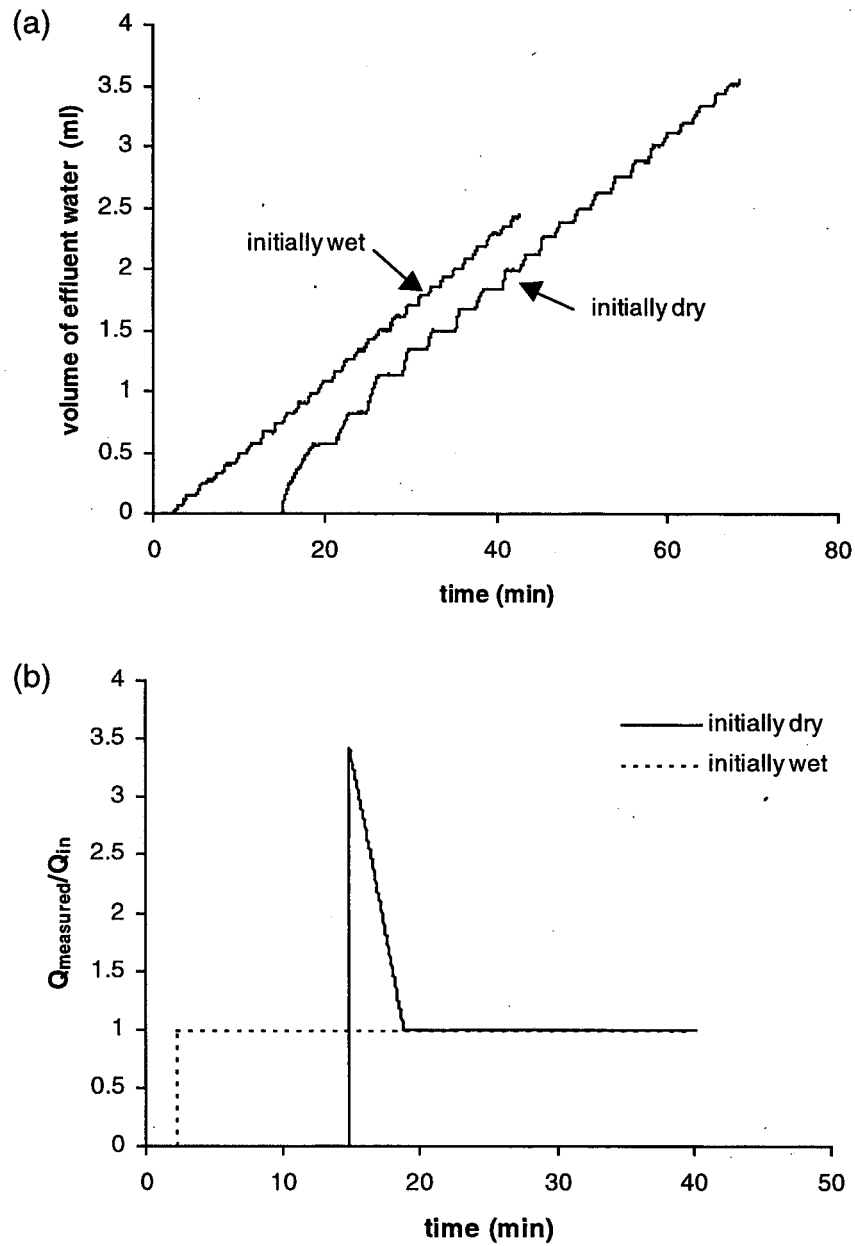 (a)
4
3.5
3
2.5
2
1.5
1
0.5
0
volume of effluent water (ml)
initially wet
initially dry
0 20 40 60 80
time (min)
(b)
4
3.5
3
2.5
2
1.5
1
0.5
0
Qmeasured/Qin
initially dry
initially wet
0 10 20 30 40 50
time (min)